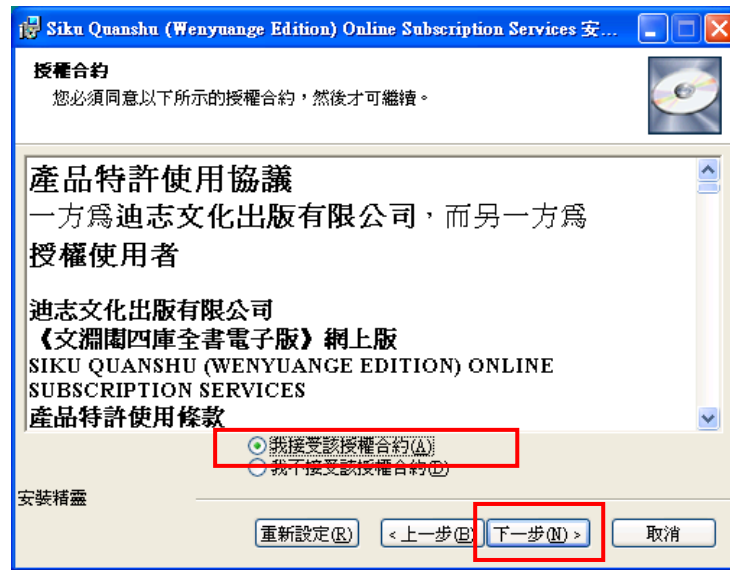 Siku Quanshu (Wenyuange Edition) Online Subscription Services 安...
授權合約
您必須同意以下所示的授權合約，然後才可繼續。
產品特許使用協議
一方爲迪志文化出版有限公司，而另一方爲
授權使用者
迪志文化出版有限公司
《文淵閣四庫全書電子版》網上版
SIKU QUANSHU (WENYUANGE EDITION) ONLINE
SUBSCRIPTION SERVICES
產品特許使用條款
我接受該授權合約(A)
我不接受該授權合約(D)
安裝精靈
重新設定(R) <上一步(B) 下一步(N) > 取消